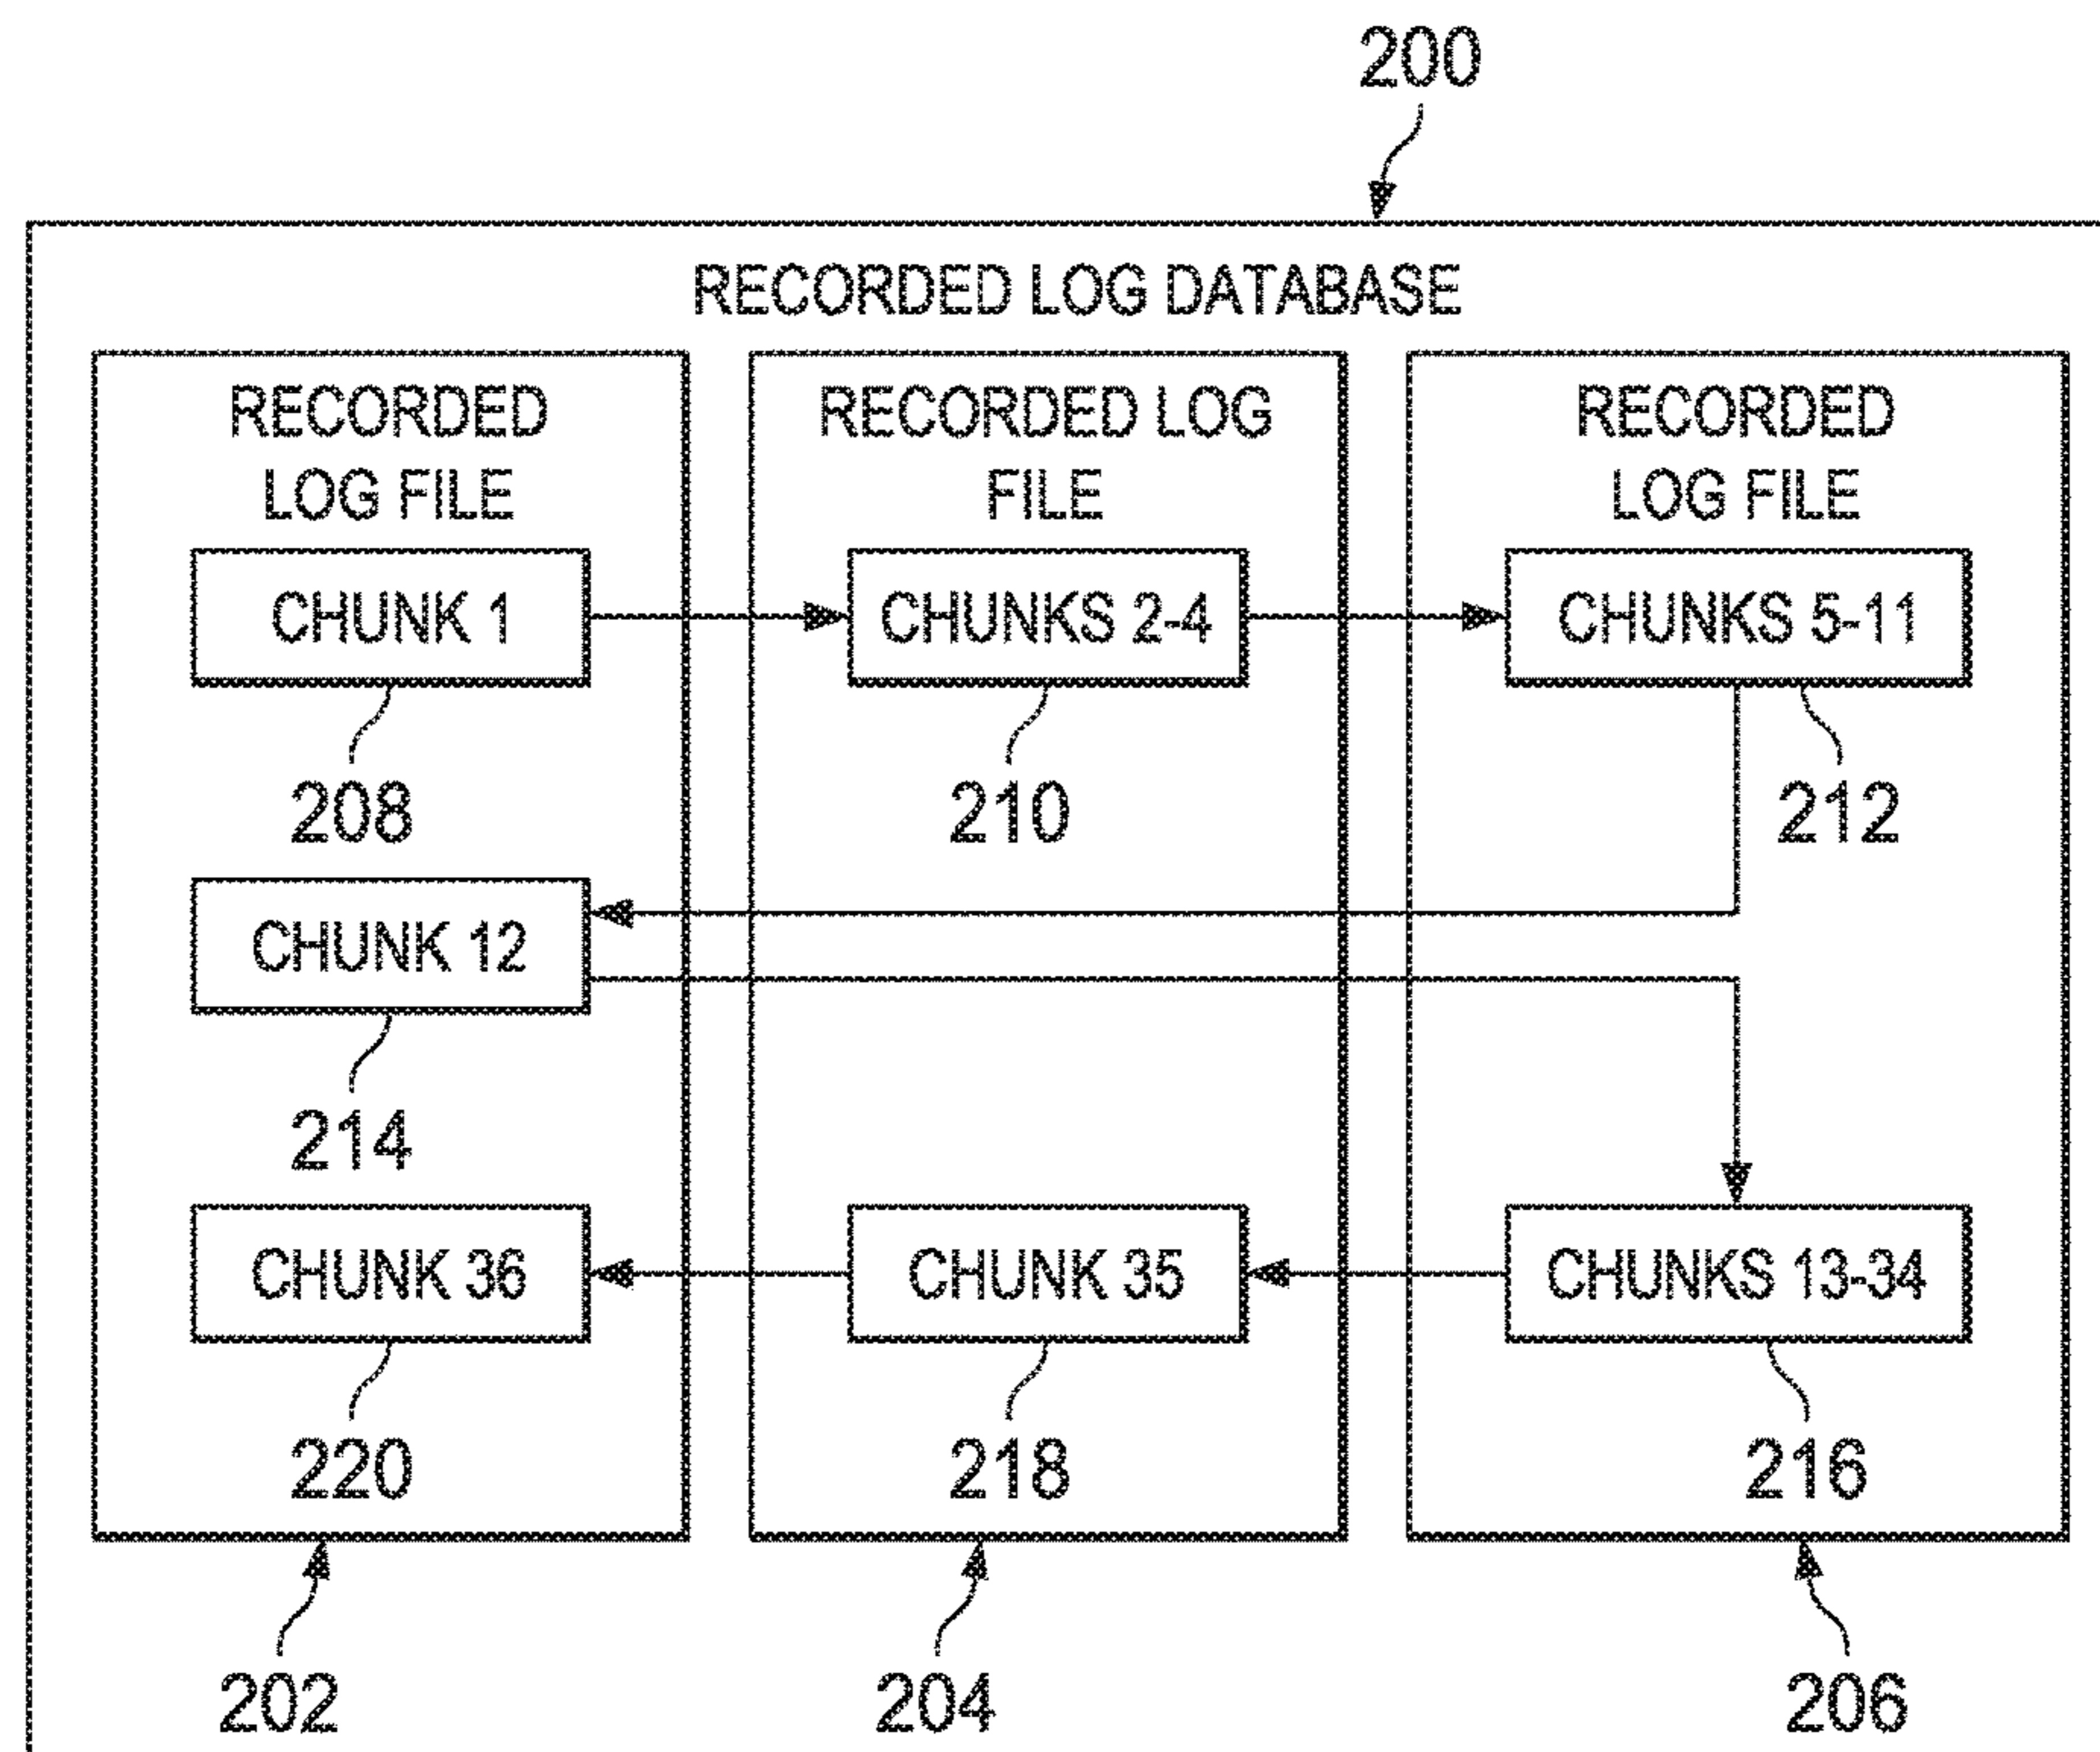 200
RECORDED LOG DATABASE
RECORDED
LOG FILE
RECORDED LOG
FILE
RECORDED
LOG FILE
CHUNK 1
CHUNKS 2-4
CHUNKS 5-11
208
210
212
CHUNK 12
214
CHUNK 36
CHUNK 35
CHUNKS 13-34
220
218
216
202
204
206